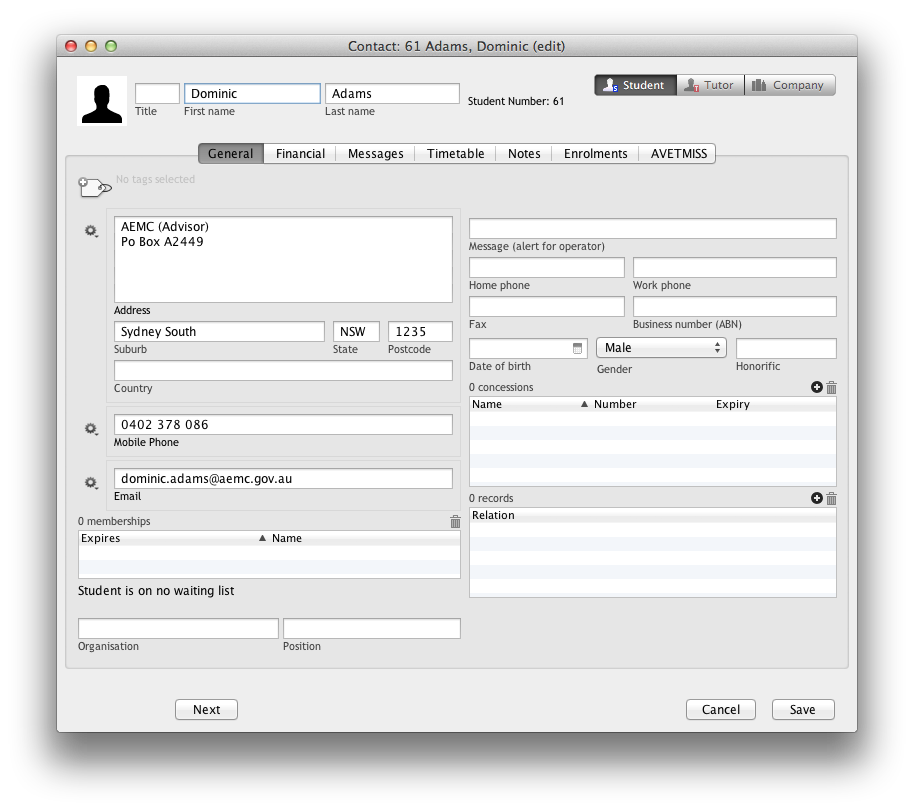 Contact: 61 Adams, Dominic (edit)
Dominic Adams
Title First name Last name
Student Number: 61
Student Tutor Company
General Financial Messages Timetable Notes Enrolments AVETMISS
No tags selected
AEMC (Advisor)
Po Box A2449
Address
Sydney South NSW 1235
Suburb State Postcode
Country
0402 378 086
Mobile Phone
dominic.adams@aemc.gov.au
Email
0 memberships
Expires Name
Student is on no waiting list
Organisation Position
Message (alert for operator)
Home phone Work phone
Fax Business number (ABN)
Male
Date of birth Gender Honorific
0 concessions
Name Number Expiry
0 records
Relation
Next Cancel Save